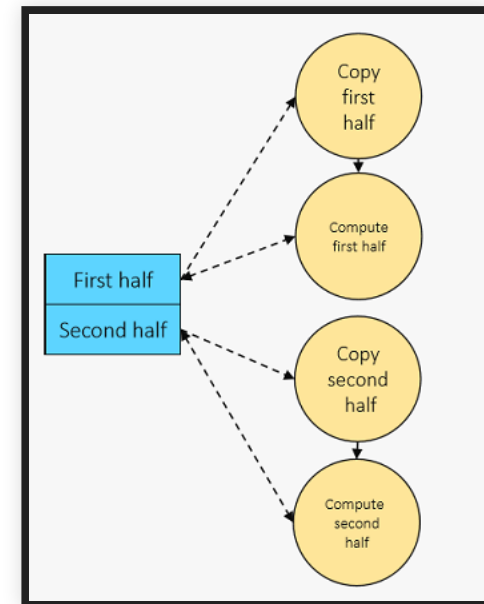 Copy
first
half
Compute
first half
First half
Second half
Copy
second
half
Compute
second
half